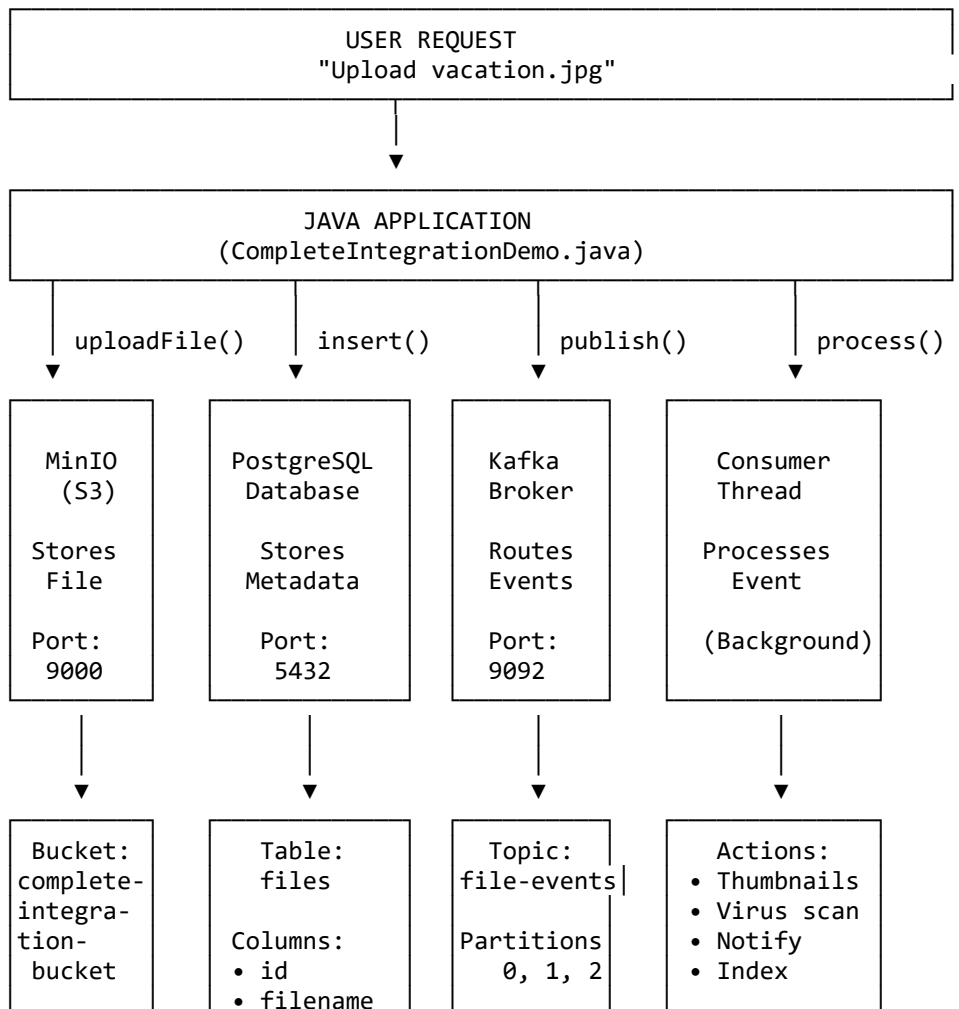 USER REQUEST
"Upload vacation.jpg"
JAVA APPLICATION
(CompleteIntegrationDemo.java)
uploadFile() insert() publish() process()
MinIO PostgreSQL Kafka Consumer
(S3) Database Broker Thread
Stores Stores Routes Processes
File Metadata Events Event
Port: Port: Port: (Background)
9000 5432 9092
Bucket: Table: Topic: Actions:
complete- files file-events • Thumbnails
integra- • Virus scan
tion- Columns: Partitions • Notify
bucket • id 0, 1, 2 • Index
• filename